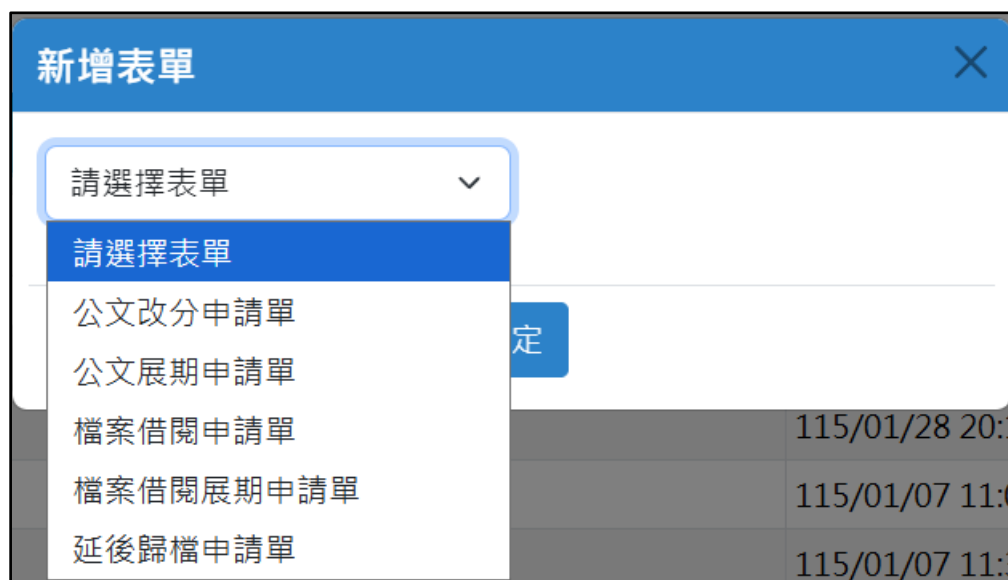 新增表單
請選擇表單
請選擇表單
公文改分申請單
定
公文展期申請單
檔案借閱申請單
115/01/28 20:
檔案借閱展期申請單
115/01/07 11:
延後歸檔申請單
115/01/07 11: